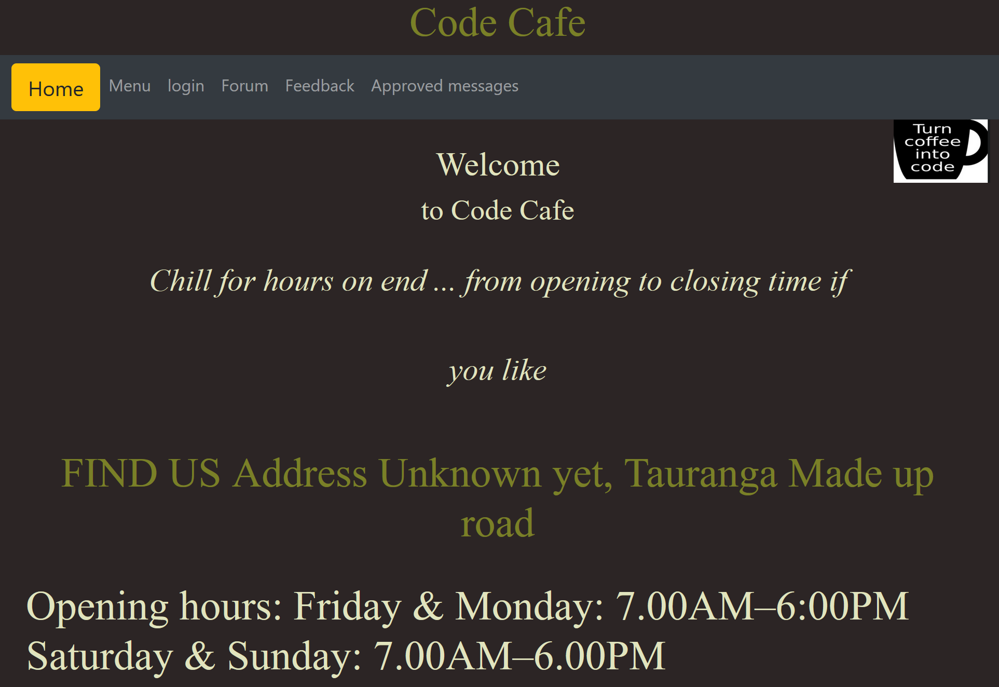 Code Cafe
Home Menu login Forum Feedback Approved messages
Turn
coffee
into
code
Welcome
to Code Cafe
Chill for hours on end ... from opening to closing time if
you like
FIND US Address Unknown yet, Tauranga Made up
road
Opening hours: Friday & Monday: 7.00AM–6:00PM
Saturday & Sunday: 7.00AM–6.00PM